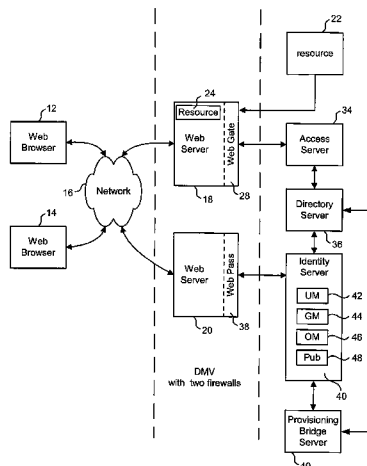 22
resource
24
Resource
Web Server
Web Gate
18
28
34
Access Server
12
Web Browser
16
Network
14
Web Browser
Directory Server
36
Web Server
Web Pass
20
38
Identity Server
UM
42
GM
44
OM
46
Pub
48
40
DMV
with two firewalls
Provisioning
Bridge
Server